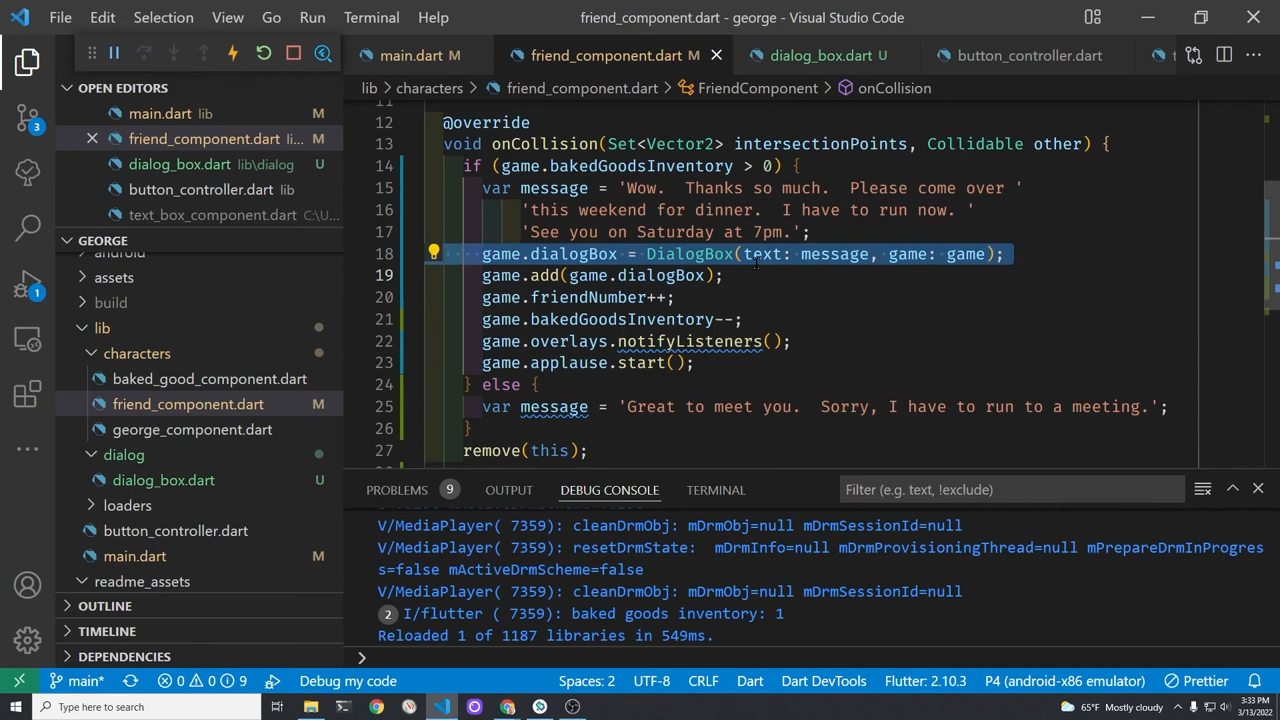 File Edit Selection View Go Run Terminal Help
friend_component.dart - george - Visual Studio Code
main.dart M
friend_component.dart M
dialog_box.dart U
button_controller.dart
lib > characters > friend_component.dart > FriendComponent > onCollision
OPEN EDITORS
main.dart lib M
friend_component.dart li... M
dialog_box.dart lib\dialog U
button_controller.dart lib
text_box_component.dart C:\U...
GEORGE
android
build
lib
characters
baked_good_component.dart
friend_component.dart M
george_component.dart
dialog
dialog_box.dart U
loaders
button_controller.dart
main.dart M
readme_assets
OUTLINE
TIMELINE
DEPENDENCIES
3
1
11
12 @override
13 void onCollision(Set<Vector2> intersectionPoints, Collidable other) {
14 if (game.bakedGoodsInventory > 0) {
15 var message = 'Wow.  Thanks so much.  Please come over '
16 'this weekend for dinner.  I have to run now. '
17 'See you on Saturday at 7pm.';
18 game.dialogBox = DialogBox(text: message, game: game);
19 game.add(game.dialogBox);
20 game.friendNumber++;
21 game.bakedGoodsInventory--;
22 game.overlays.notifyListeners();
23 game.applause.start();
24 } else {
25 var message = 'Great to meet you.  Sorry, I have to run to a meeting.';
26 }
27 remove(this);
PROBLEMS 9 OUTPUT DEBUG CONSOLE TERMINAL
Filter (e.g. text, !exclude)
V/MediaPlayer( 7359): cleanDrmObj: mDrmObj=null mDrmSessionId=null
V/MediaPlayer( 7359): resetDrmState:  mDrmInfo=null mDrmProvisioningThread=null mPrepareDrmInProgres
s=false mActiveDrmScheme=false
V/MediaPlayer( 7359): cleanDrmObj: mDrmObj=null mDrmSessionId=null
2 I/flutter ( 7359): baked goods inventory: 1
Reloaded 1 of 1187 libraries in 549ms.
main* 0 0 9 Debug my code Spaces: 2 UTF-8 CRLF Dart Dart DevTools Flutter: 2.10.3 P4 (android-x86 emulator) Prettier
Type here to search
65°F Mostly cloudy
3:33 PM
3/13/2022